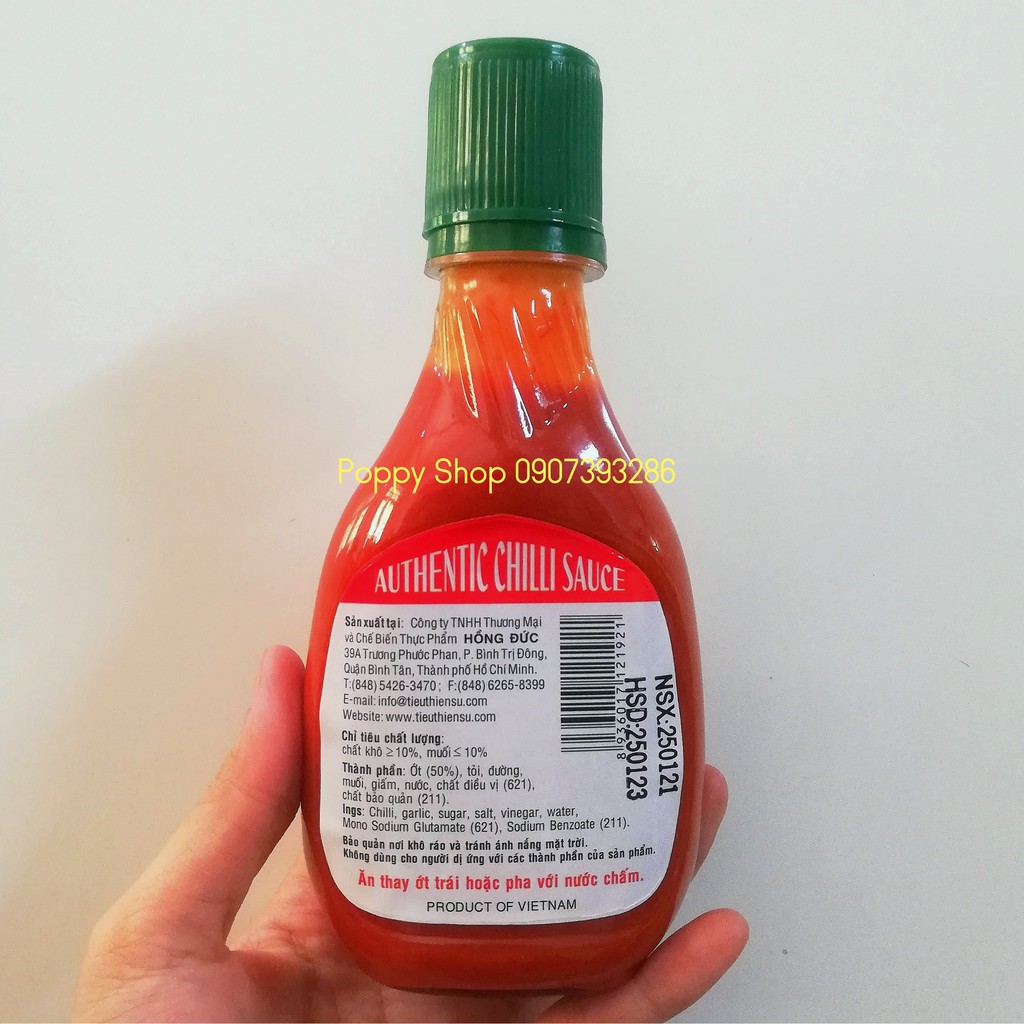 Poppy Shop 0907393286
AUTHENTIC CHILLI SAUCE
Sản xuất tại: Công ty TNHH Thương Mại
và Chế Biến Thực Phẩm HỒNG ĐỨC
39A Trương Phước Phan, P. Bình Trị Đông,
Quận Bình Tân, Thành phố Hồ Chí Minh.
T:(848) 5426-3470; F:(848) 6265-8399
E-mail: info@tieuthiensu.com
Website: www.tieuthiensu.com
Chỉ tiêu chất lượng:
chất khô ≥ 10%, muối ≤ 10%
Thành phần: Ớt (50%), tỏi, đường,
muối, giấm, nước, chất điều vị (621),
chất bảo quản (211).
Ings: Chilli, garlic, sugar, salt, vinegar, water,
Mono Sodium Glutamate (621), Sodium Benzoate (211).
Bảo quản nơi khô ráo và tránh ánh nắng mặt trời.
Không dùng cho người dị ứng với các thành phần của sản phẩm.
Ăn thay ớt trái hoặc pha với nước chấm.
PRODUCT OF VIETNAM
8 936017 121921
NSX:250121
HSD:250123